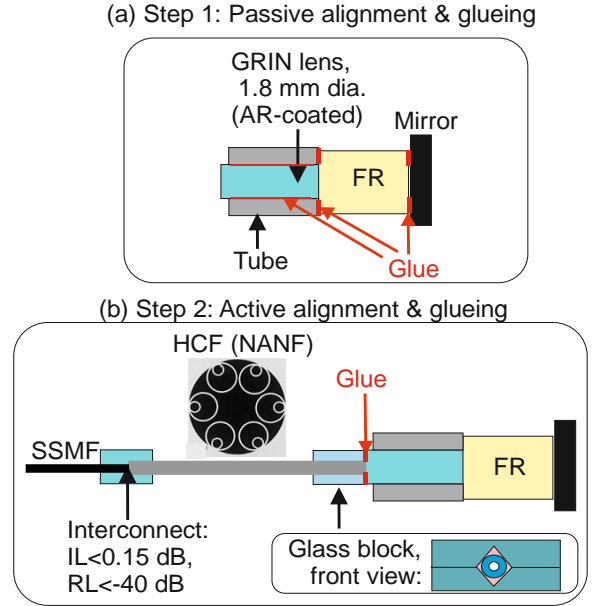 (a) Step 1: Passive alignment & glueing
GRIN lens,
1.8 mm dia.
(AR-coated)
Mirror
FR
Tube
Glue
(b) Step 2: Active alignment & glueing
HCF (NANF)
Glue
SSMF
FR
Interconnect:
IL<0.15 dB,
RL<-40 dB
Glass block,
front view: